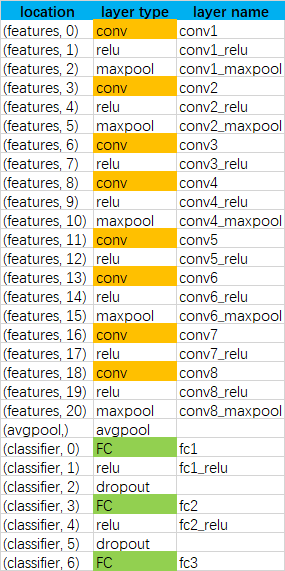 location layer type layer name
(features, 0) conv conv1
(features, 1) relu conv1_relu
(features, 2) maxpool conv1_maxpool
(features, 3) conv conv2
(features, 4) relu conv2_relu
(features, 5) maxpool conv2_maxpool
(features, 6) conv conv3
(features, 7) relu conv3_relu
(features, 8) conv conv4
(features, 9) relu conv4_relu
(features, 10) maxpool conv4_maxpool
(features, 11) conv conv5
(features, 12) relu conv5_relu
(features, 13) conv conv6
(features, 14) relu conv6_relu
(features, 15) maxpool conv6_maxpool
(features, 16) conv conv7
(features, 17) relu conv7_relu
(features, 18) conv conv8
(features, 19) relu conv8_relu
(features, 20) maxpool conv8_maxpool
(avgpool,) avgpool
(classifier, 0) FC fc1
(classifier, 1) relu fc1_relu
(classifier, 2) dropout
(classifier, 3) FC fc2
(classifier, 4) relu fc2_relu
(classifier, 5) dropout
(classifier, 6) FC fc3